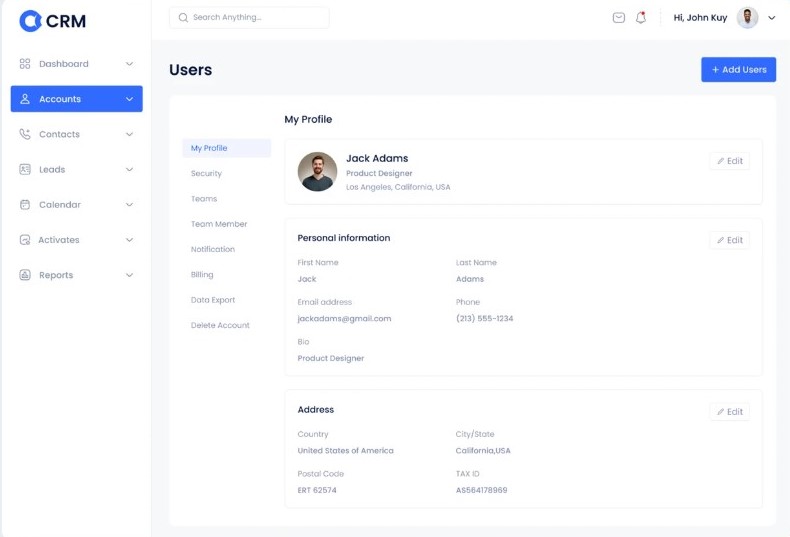 CRM
Search Anything...
Hi, John Kuy
Dashboard
Accounts
Contacts
Leads
Calendar
Activates
Reports
Users
+ Add Users
My Profile
Security
Teams
Team Member
Notification
Billing
Data Export
Delete Account
My Profile
Jack Adams
Product Designer
Los Angeles, California, USA
Edit
Personal information
Edit
First Name
Last Name
Jack
Adams
Email address
Phone
jackadams@gmail.com
(213) 555-1234
Bio
Product Designer
Address
Edit
Country
City/State
United States of America
California,USA
Postal Code
TAX ID
ERT 62574
AS564178969